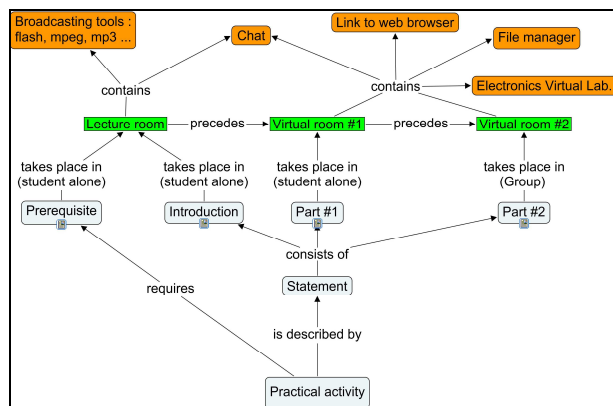 Broadcasting tools :
flash, mpeg, mp3 ...
Chat
Link to web browser
File manager
Electronics Virtual Lab.
contains
contains
Lecture room
precedes
Virtual room #1
precedes
Virtual room #2
takes place in
(student alone)
takes place in
(student alone)
takes place in
(student alone)
takes place in
(Group)
Prerequisite
Introduction
Part #1
Part #2
consists of
Statement
requires
is described by
Practical activity